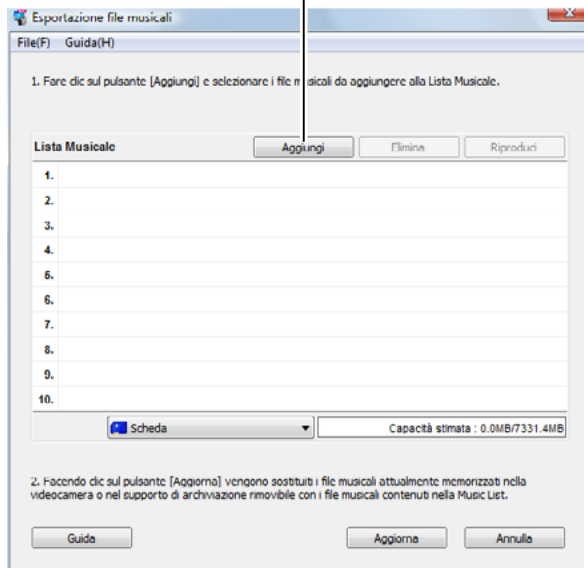 Esportazione file musicali
File(F) Guida(H)
1. Fare clic sul pulsante [Aggiungi] e selezionare i file musicali da aggiungere alla Lista Musicale.
Lista Musicale Aggiungi Elimina Riproduci
1.
2.
3.
4.
5.
6.
7.
8.
9.
10.
Scheda Capacità stimata : 0.0MB/7331.4MB
2. Facendo clic sul pulsante [Aggiorna] vengono sostituiti i file musicali attualmente memorizzati nella
videocamera o nel supporto di archiviazione rimovibile con i file musicali contenuti nella Music List.
Guida Aggiorna Annulla